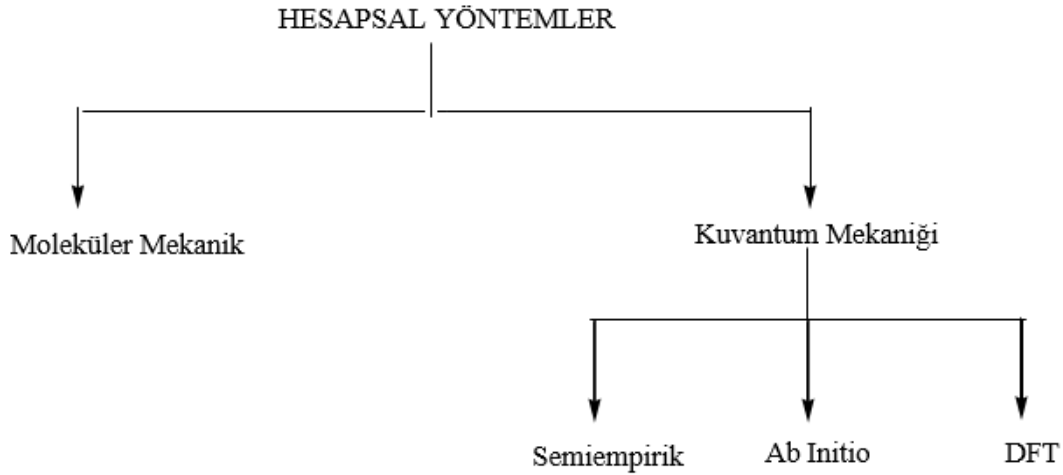 HESAPSAL YÖNTEMLER
Moleküler Mekanik
Kuvantum Mekaniği
Semiempirik
Ab Initio
DFT